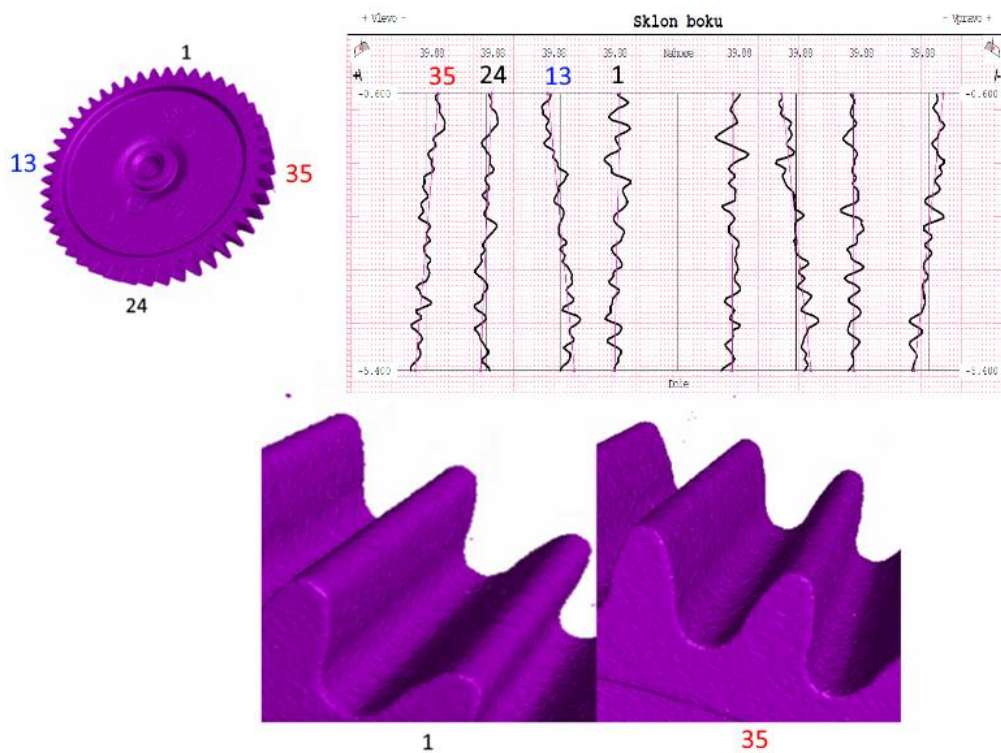 + Vlevo -
Sklon boku
- Vpravo +
39.88 39.88 39.88 39.88 Nahoře 39.88 39.88 39.88 39.88
35 24 13 1
-0.600 -0.600
-5.400 -5.400
Dole
1
13
35
24
1
35